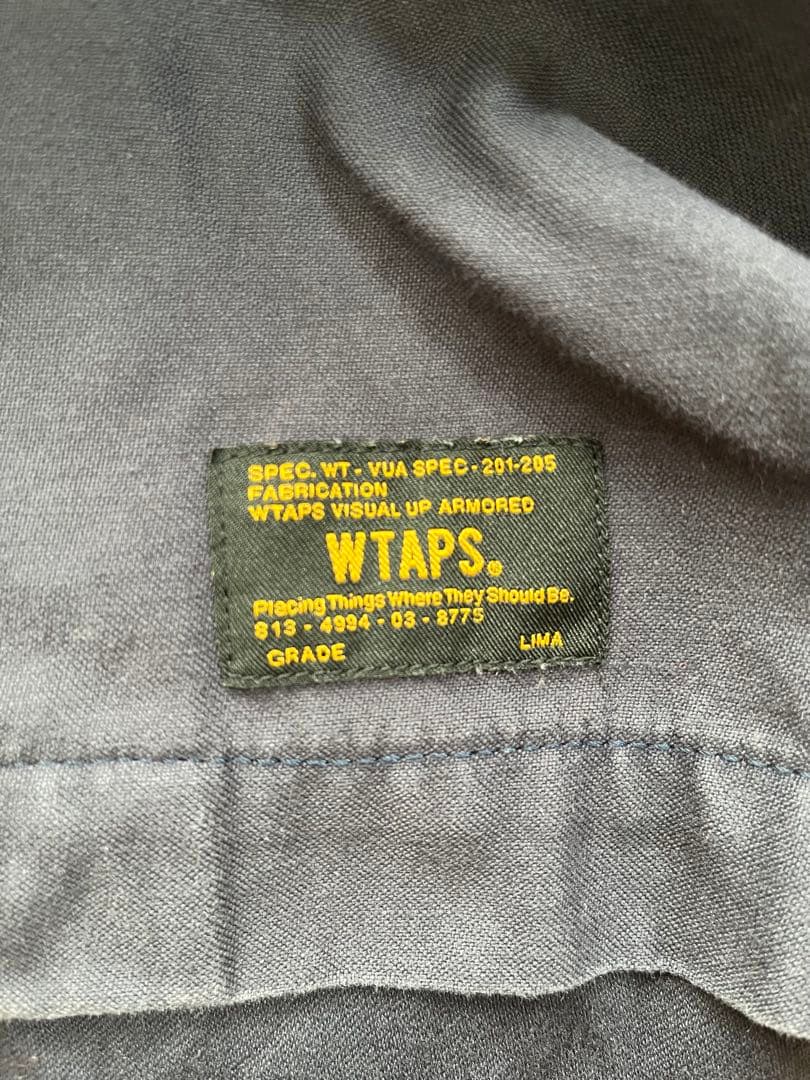 SPEC. WT - VUA SPEC - 201-205
FABRICATION
WTAPS VISUAL UP ARMORED
WTAPS.®
Placing Things Where They Should Be.
813 - 4994 - 03 - 8775
GRADE LIMA